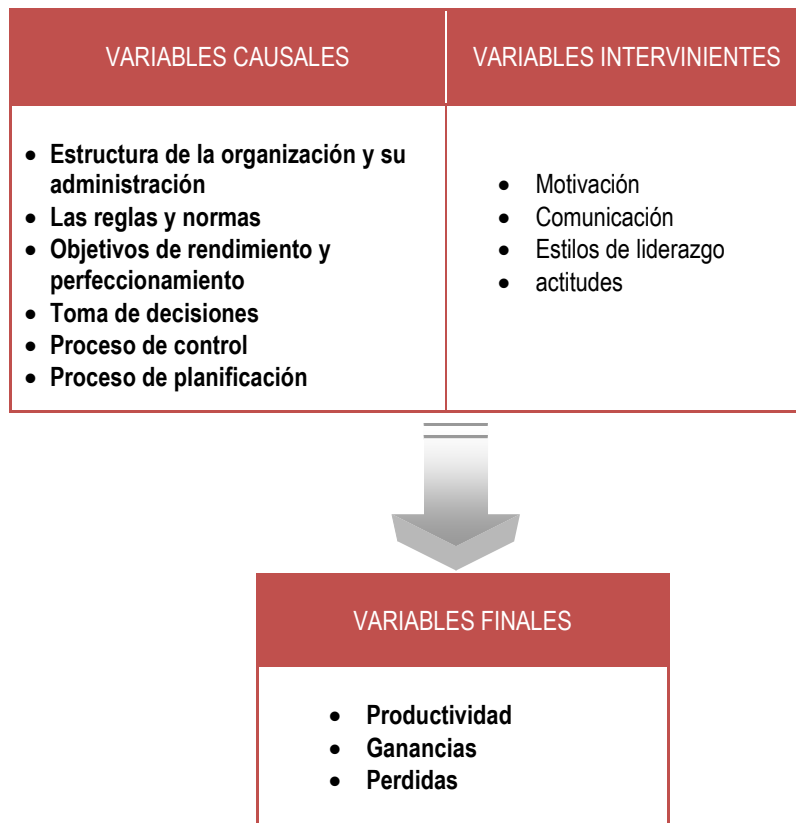 VARIABLES CAUSALES
VARIABLES INTERVINIENTES
• Estructura de la organización y su
administración
• Las reglas y normas
• Objetivos de rendimiento y
perfeccionamiento
• Toma de decisiones
• Proceso de control
• Proceso de planificación
• Motivación
• Comunicación
• Estilos de liderazgo
• actitudes
VARIABLES FINALES
• Productividad
• Ganancias
• Perdidas